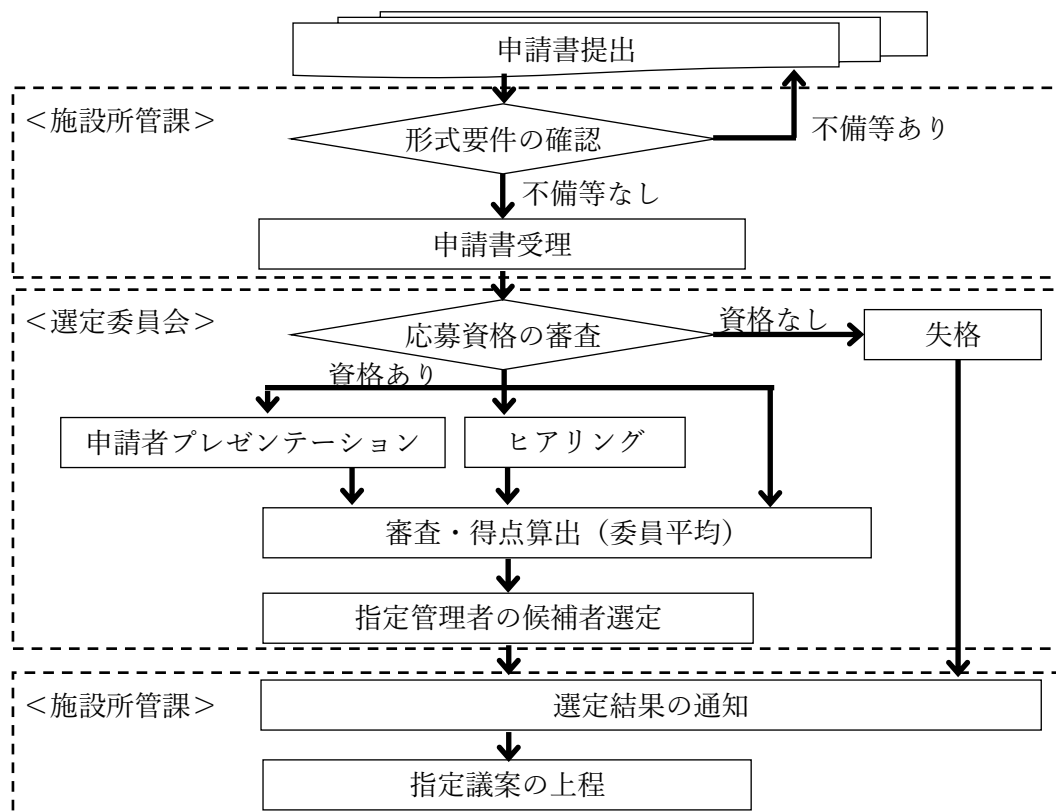 申請書提出
＜施設所管課＞
形式要件の確認
不備等あり
不備等なし
申請書受理
＜選定委員会＞
応募資格の審査
資格なし
失格
資格あり
申請者プレゼンテーション
ヒアリング
審査・得点算出（委員平均）
指定管理者の候補者選定
＜施設所管課＞
選定結果の通知
指定議案の上程